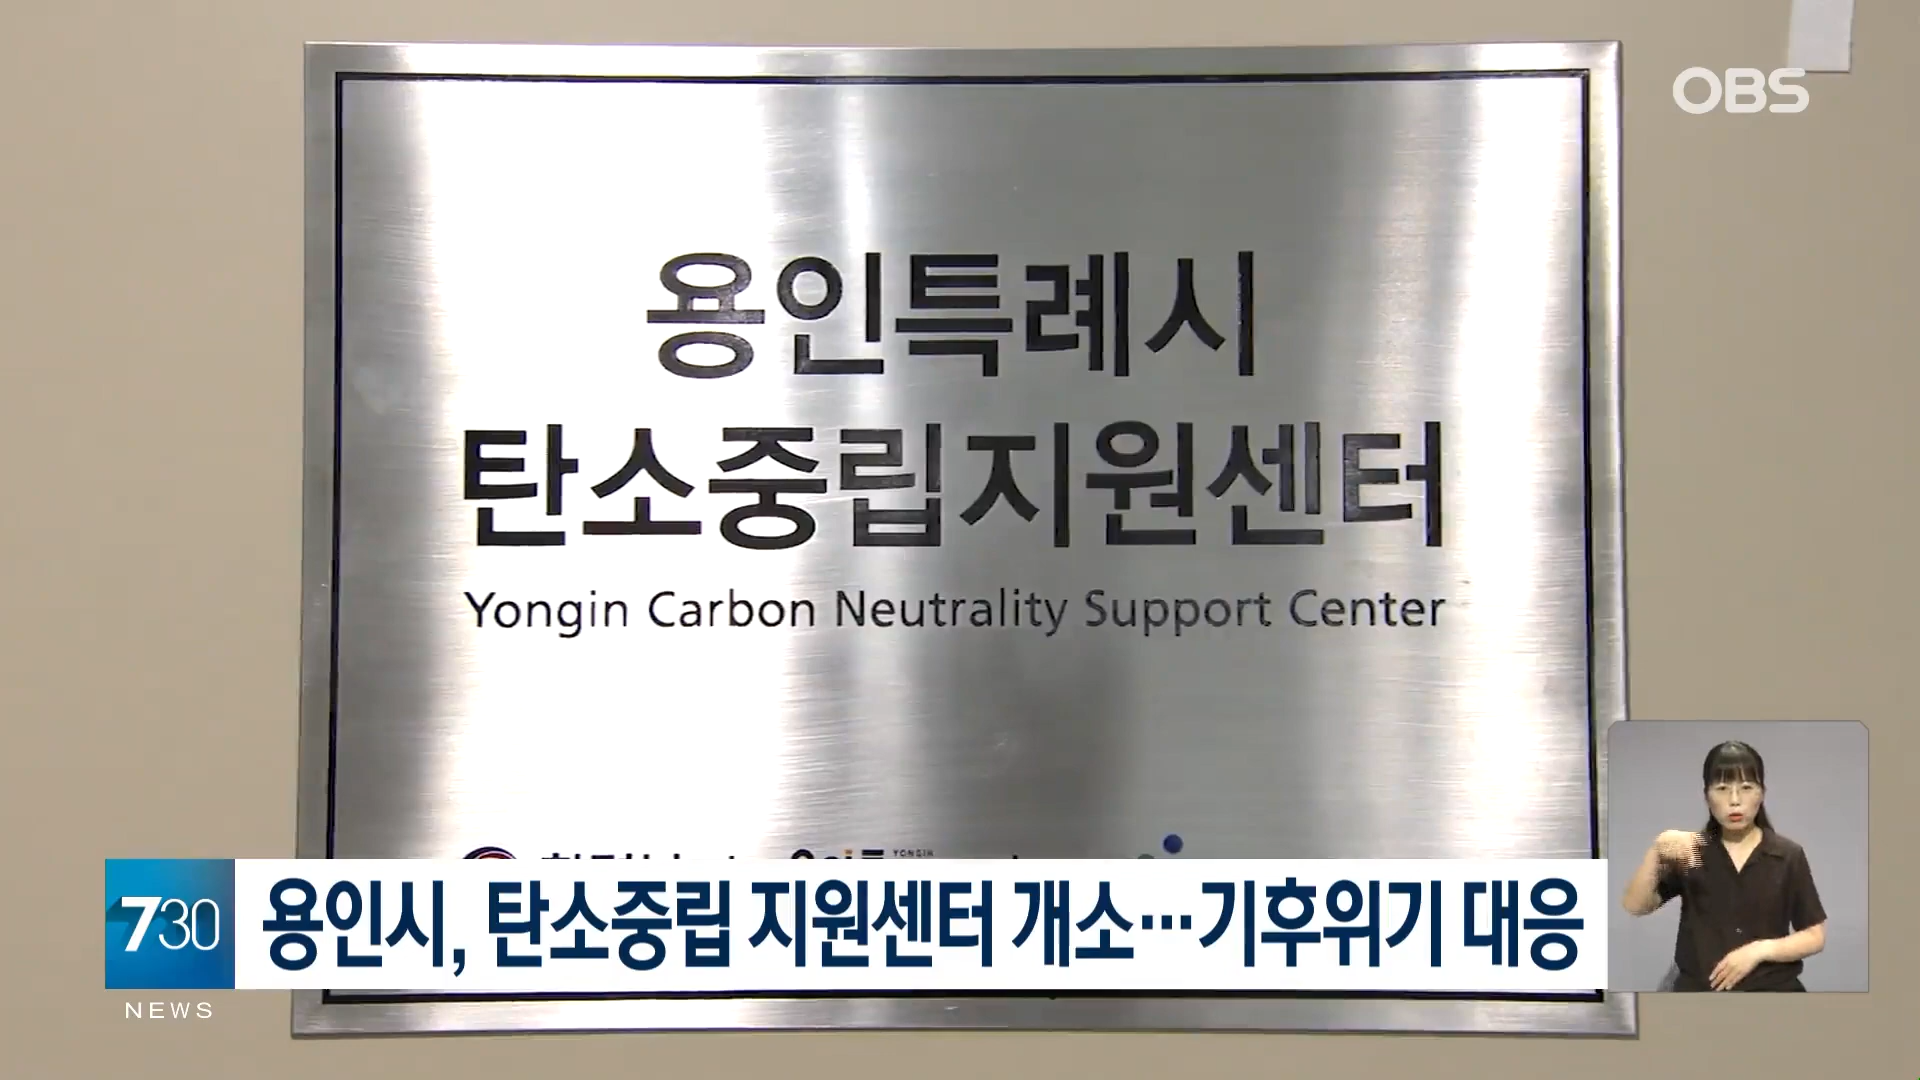 OBS
용인특례시
탄소중립지원센터
Yongin Carbon Neutrality Support Center
YONGIN
730
용인시, 탄소중립 지원센터 개소…기후위기 대응
NEWS